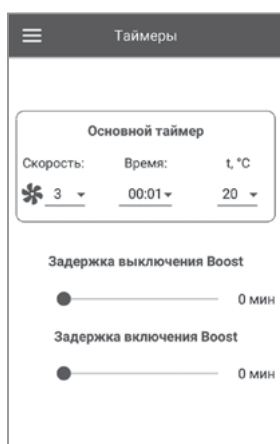 Таймеры
Основной таймер
Скорость: Время: t, °C
3 00:01 20
Задержка выключения Boost
0 мин
Задержка включения Boost
0 мин